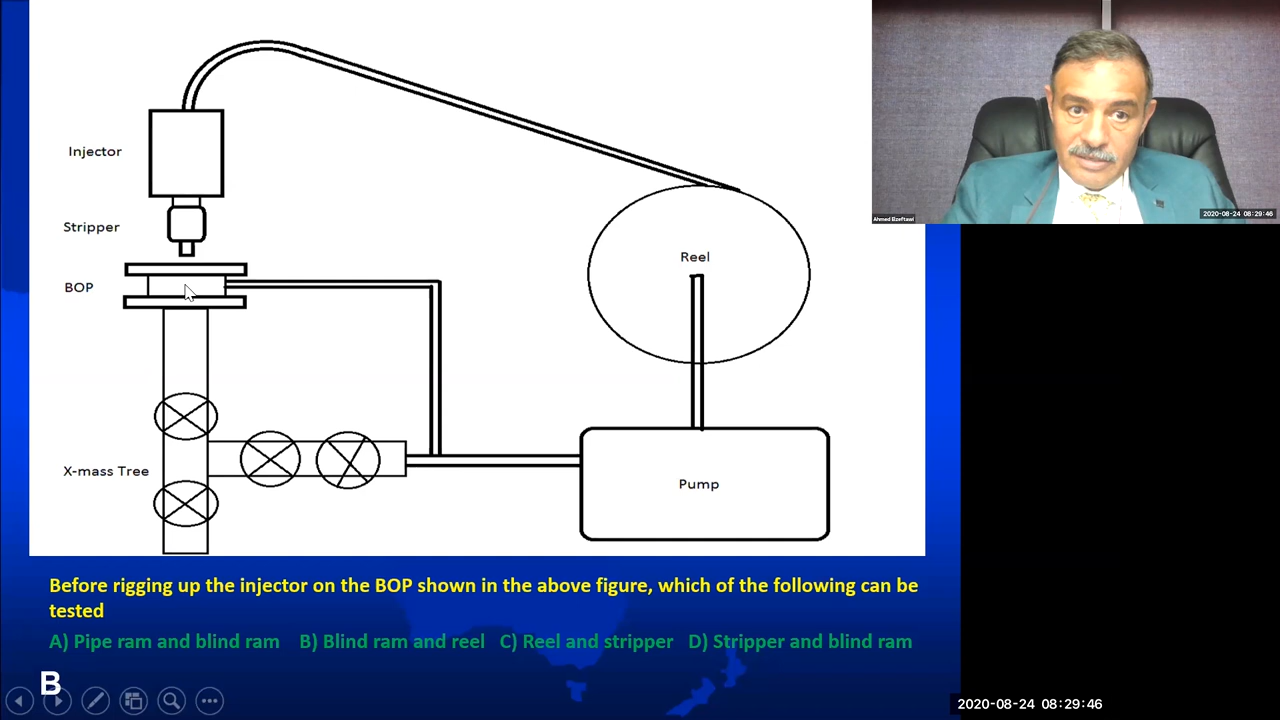 Injector
Stripper
BOP
X-mass Tree
Reel
Pump
Before rigging up the injector on the BOP shown in the above figure, which of the following can be
tested
A) Pipe ram and blind ram B) Blind ram and reel C) Reel and stripper D) Stripper and blind ram
B
Ahmed Elzeftawi
2020-08-24 08:29:46
2020-08-24 08:29:46